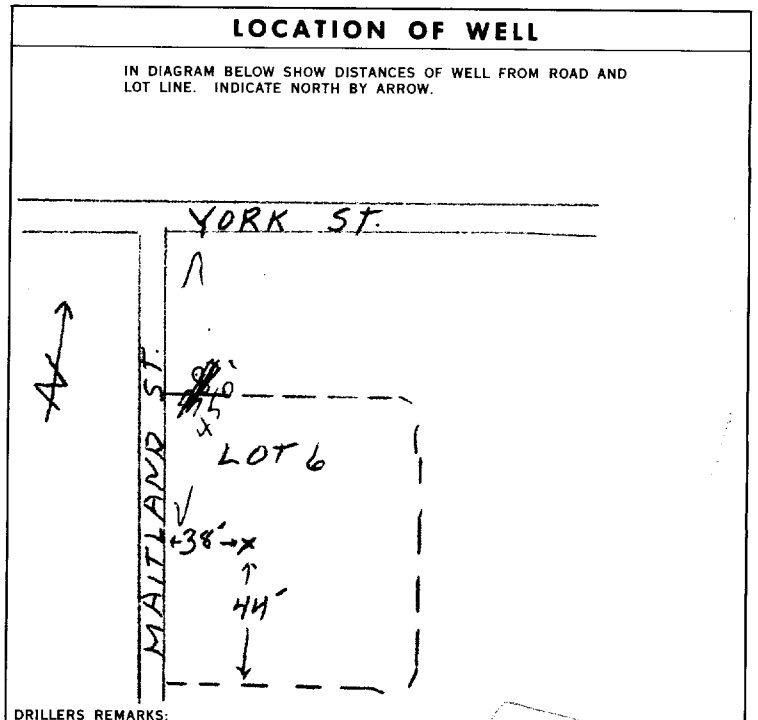 LOCATION OF WELL
IN DIAGRAM BELOW SHOW DISTANCES OF WELL FROM ROAD AND
LOT LINE. INDICATE NORTH BY ARROW.
YORK ST.
N
MAITLAND ST.
x
LOT 6
38' x
44'
DRILLERS REMARKS: